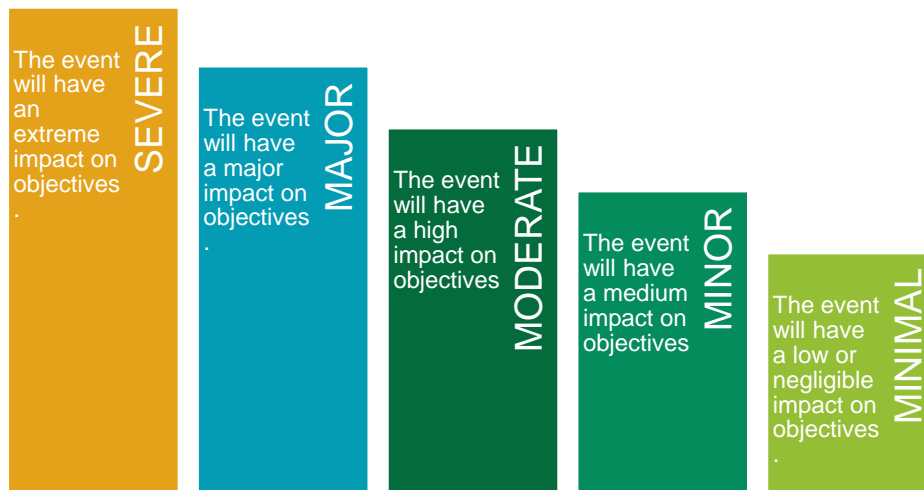 The event
will have
an
extreme
impact on
objectives
.
SEVERE
The event
will have
a major
impact on
objectives
.
MAJOR
The event
will have
a high
impact on
objectives
MODERATE
The event
will have
a medium
impact on
objectives
MINOR
The event
will have
a low or
negligible
impact on
objectives
.
MINIMAL